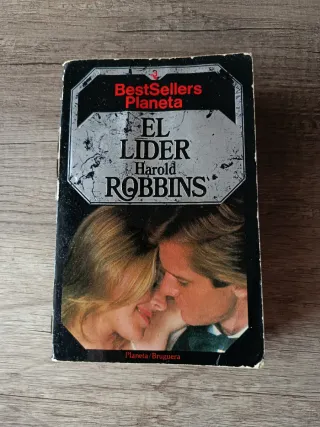 3
BestSellers
Planeta
EL
LIDER
Harold
ROBBINS
Planeta/Bruguera